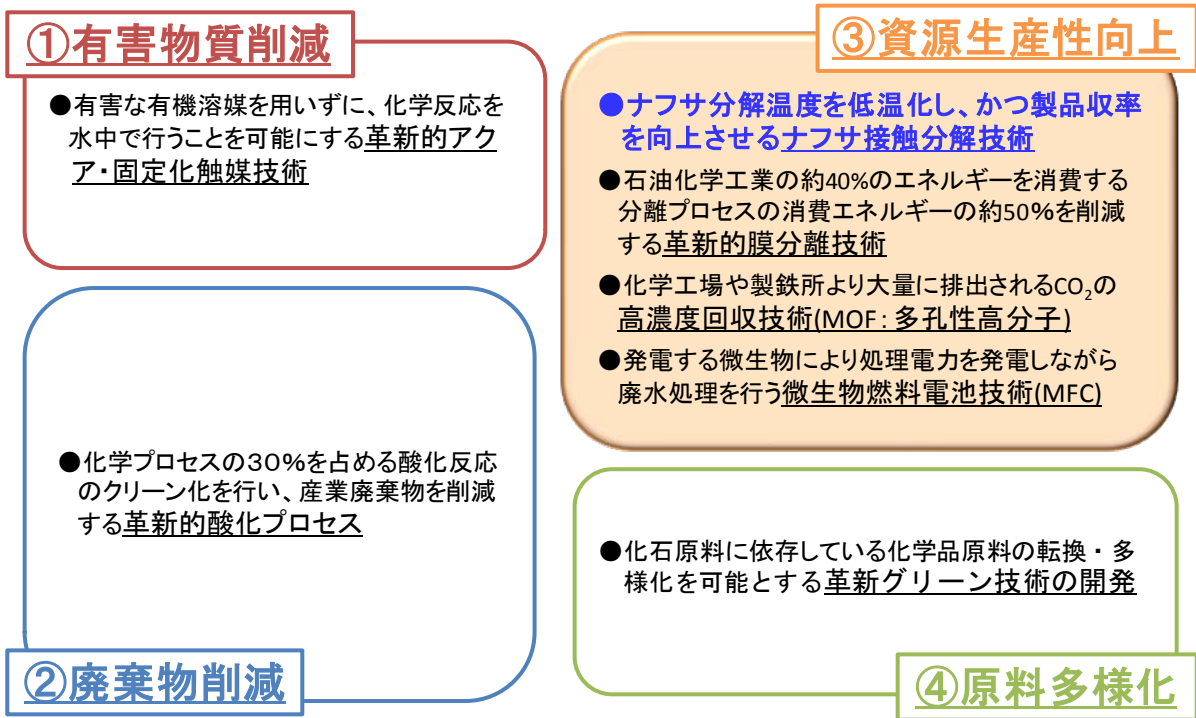 ①有害物質削減
●有害な有機溶媒を用いずに、化学反応を
水中で行うことを可能にする革新的アク
ア・固定化触媒技術
②廃棄物削減
●化学プロセスの30%を占める酸化反応
のクリーン化を行い、産業廃棄物を削減
する革新的酸化プロセス
③資源生産性向上
●ナフサ分解温度を低温化し、かつ製品収率
を向上させるナフサ接触分解技術
●石油化学工業の約40%のエネルギーを消費する
分離プロセスの消費エネルギーの約50%を削減
する革新的膜分離技術
●化学工場や製鉄所より大量に排出されるCO₂の
高濃度回収技術(MOF:多孔性高分子)
●発電する微生物により処理電力を発電しながら
廃水処理を行う微生物燃料電池技術(MFC)
④原料多様化
●化石原料に依存している化学品原料の転換・多
様化を可能とする革新グリーン技術の開発